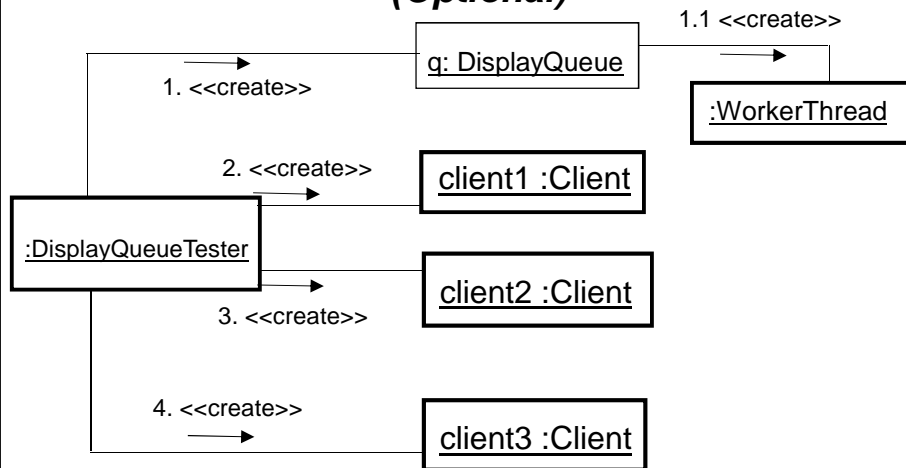 (Optional)
1.1 <<create>>
q: DisplayQueue
1. <<create>>
:WorkerThread
2. <<create>>
client1 :Client
:DisplayQueueTester
client2 :Client
3. <<create>>
4. <<create>>
client3 :Client